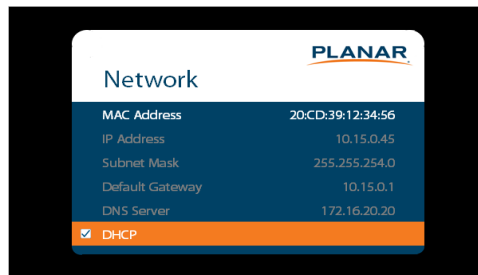 PLANAR
Network
MAC Address 20:CD:39:12:34:56
IP Address 10.15.0.45
Subnet Mask 255.255.254.0
Default Gateway 10.15.0.1
DNS Server 172.16.20.20
DHCP